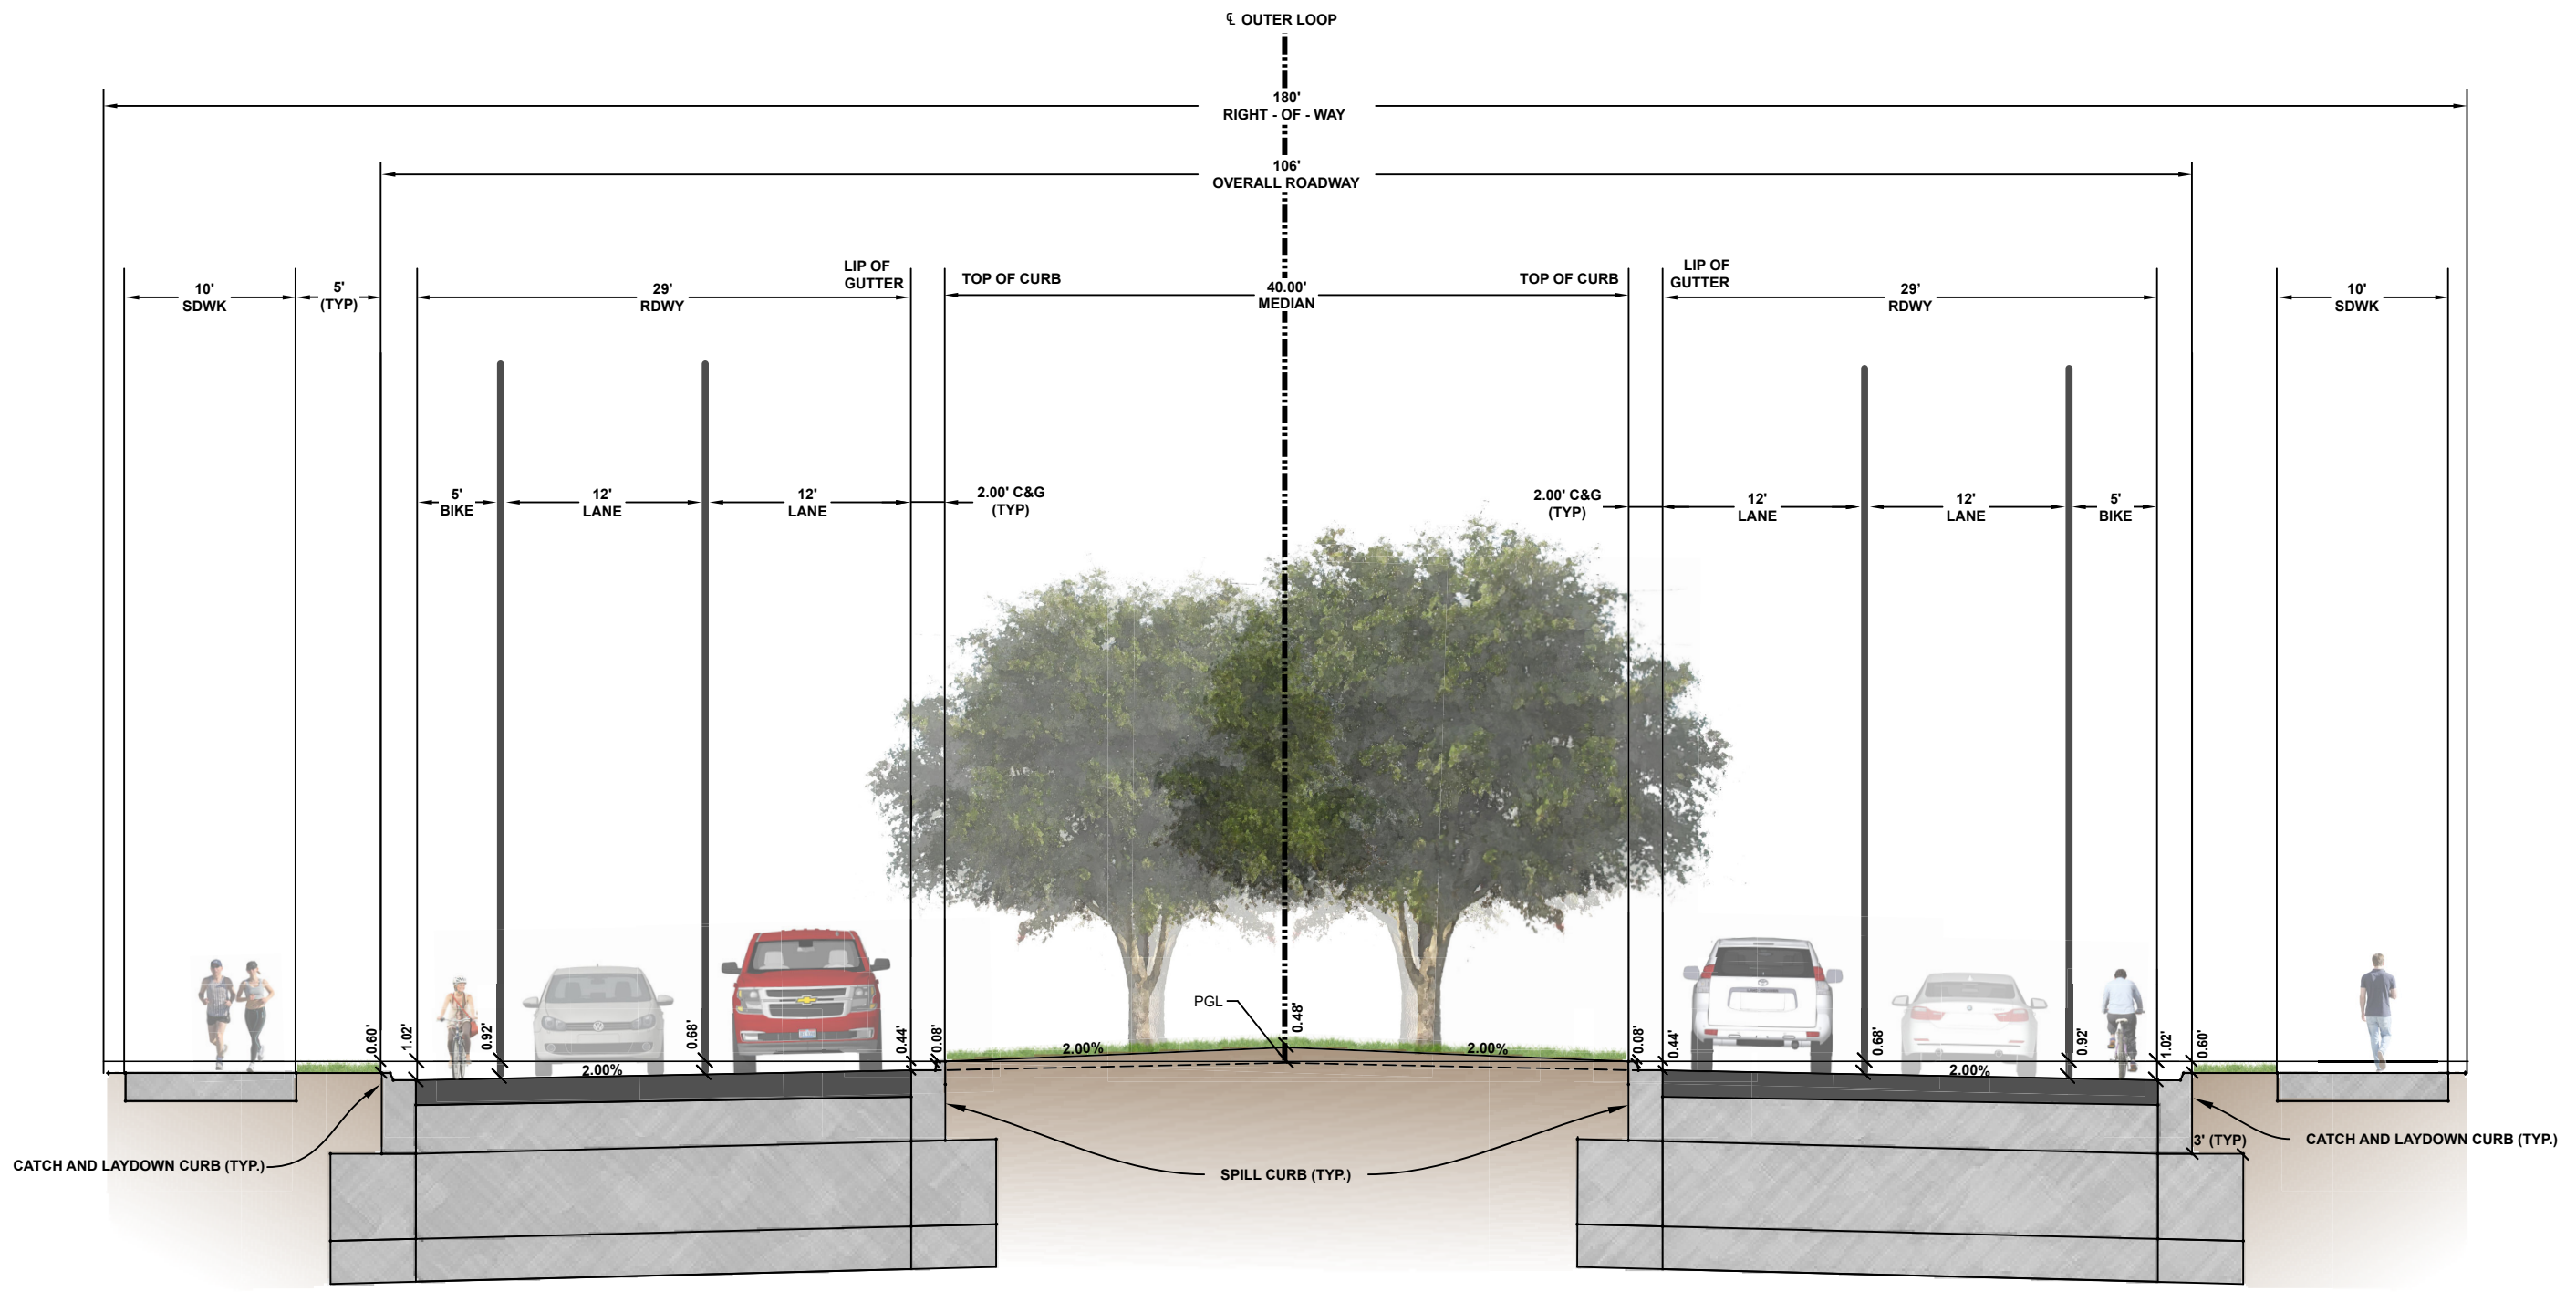 ℄ OUTER LOOP
180'
RIGHT - OF - WAY
106'
OVERALL ROADWAY
10'
SDWK
5'
(TYP)
29'
RDWY
LIP OF
GUTTER
TOP OF CURB
40.00'
MEDIAN
TOP OF CURB
LIP OF
GUTTER
29'
RDWY
10'
SDWK
5'
BIKE
12'
LANE
12'
LANE
2.00' C&G
(TYP)
2.00' C&G
(TYP)
12'
LANE
12'
LANE
5'
BIKE
PGL
0.60'
1.02'
0.92'
0.68'
0.44'
0.08'
0.48'
0.08'
0.44'
0.68'
0.92'
1.02'
0.60'
2.00%
2.00%
2.00%
2.00%
CATCH AND LAYDOWN CURB (TYP.)
SPILL CURB (TYP.)
3' (TYP)
CATCH AND LAYDOWN CURB (TYP.)